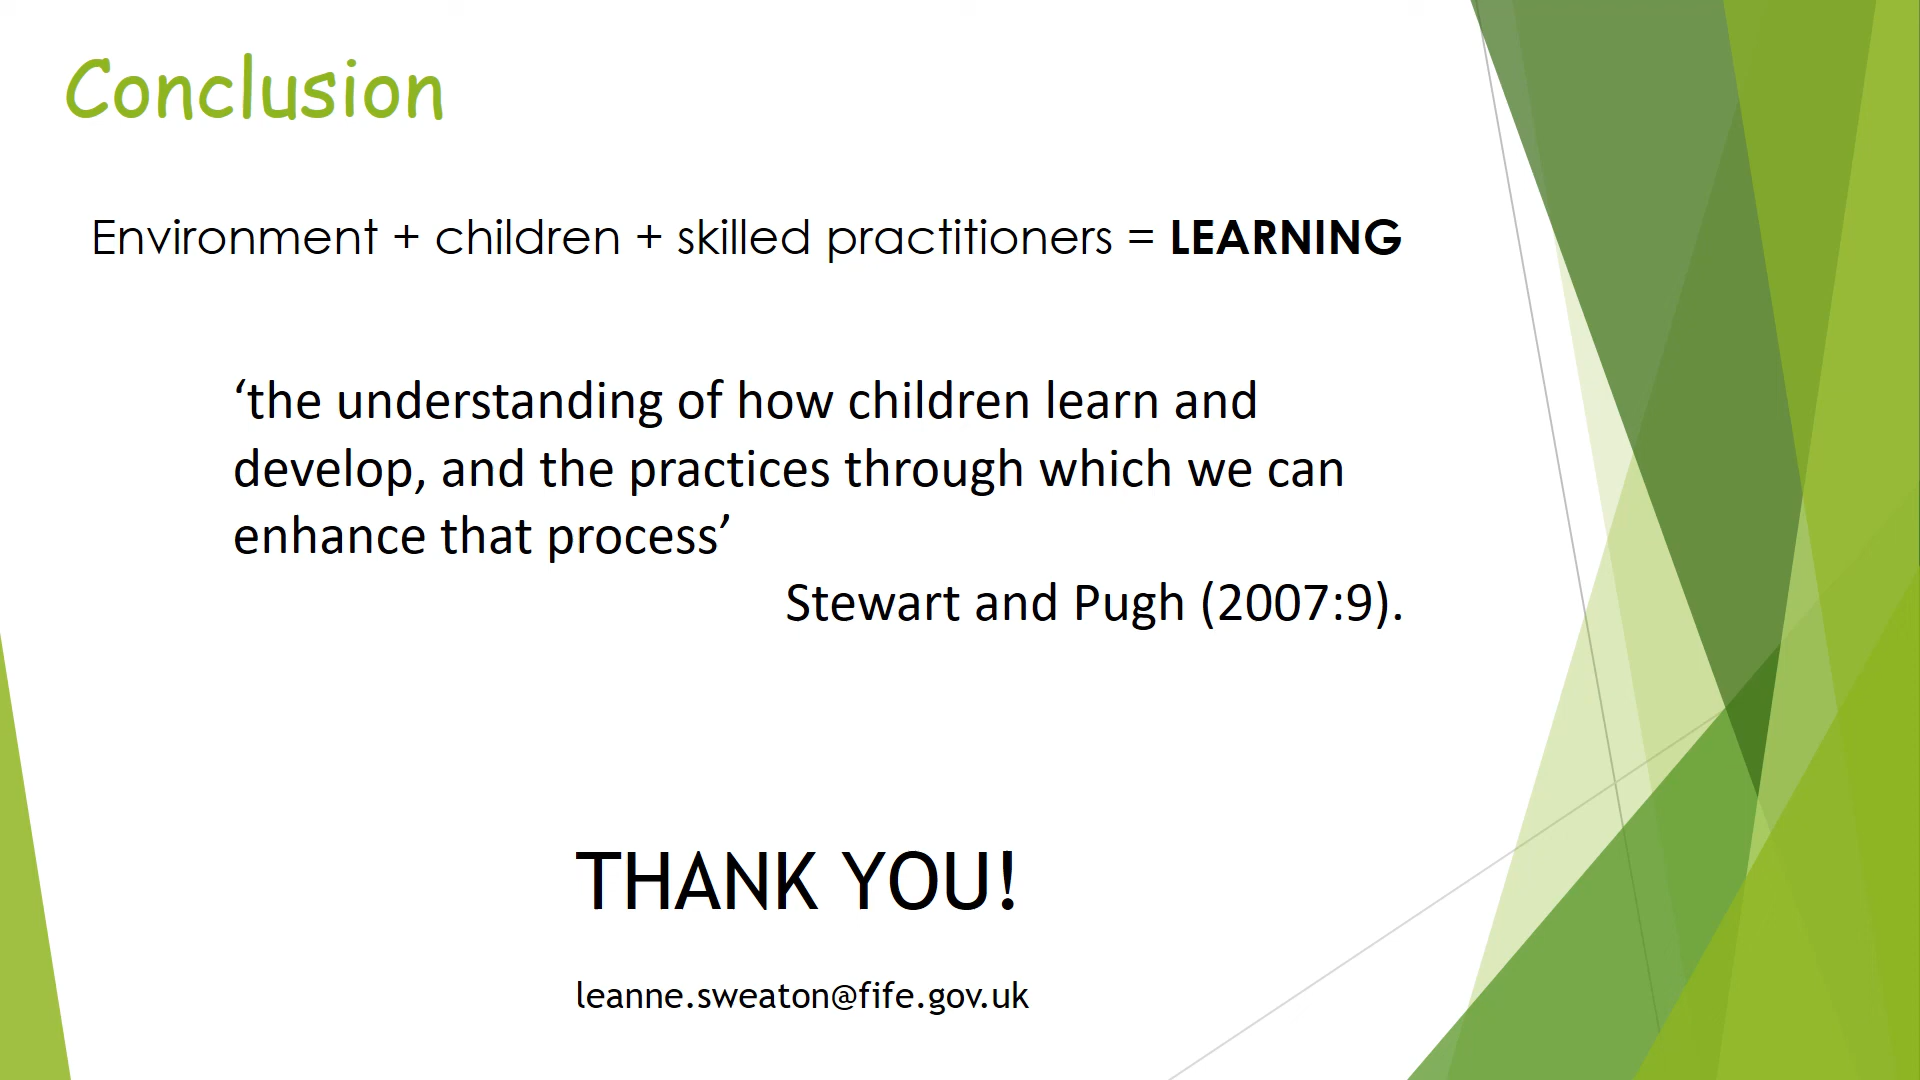 Conclusion
Environment + children + skilled practitioners = LEARNING
‘the understanding of how children learn and
develop, and the practices through which we can
enhance that process’
Stewart and Pugh (2007:9).
THANK YOU!
leanne.sweaton@fife.gov.uk